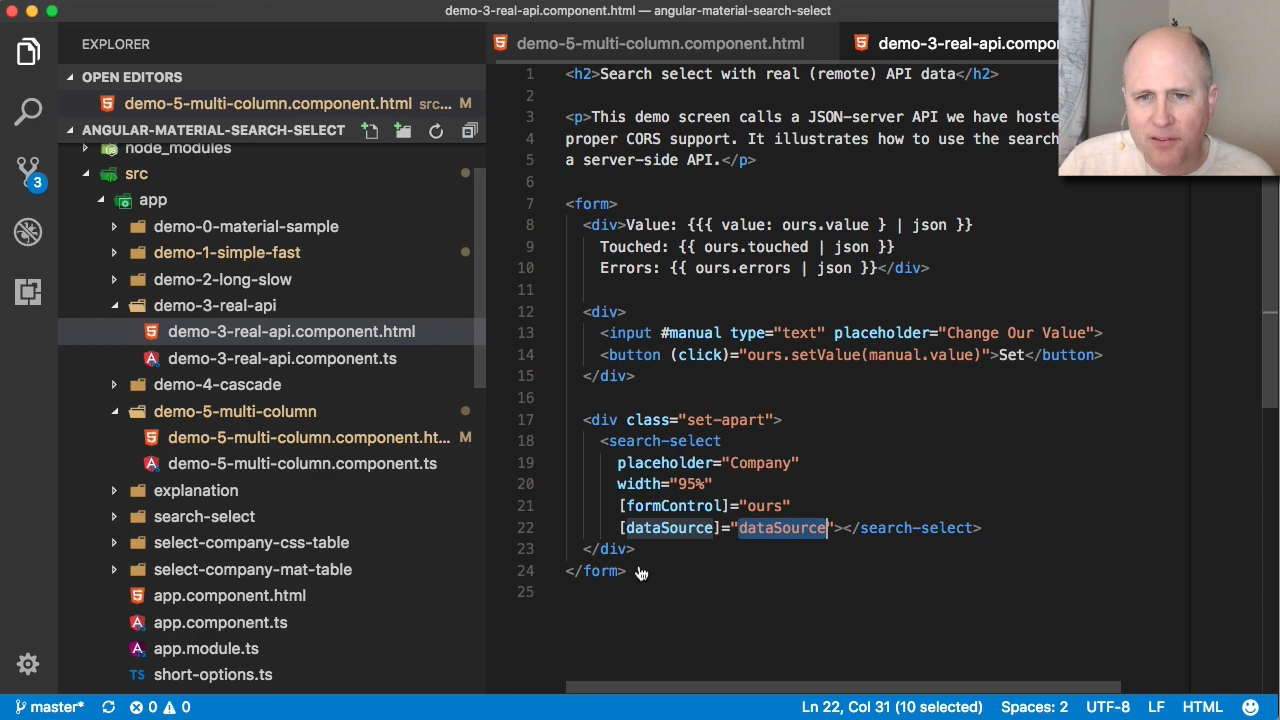 demo-3-real-api.component.html — angular-material-search-select
EXPLORER
OPEN EDITORS
demo-5-multi-column.component.html src... M
ANGULAR-MATERIAL-SEARCH-SELECT
node_modules
src
app
demo-0-material-sample
demo-1-simple-fast
demo-2-long-slow
demo-3-real-api
demo-3-real-api.component.html
demo-3-real-api.component.ts
demo-4-cascade
demo-5-multi-column
demo-5-multi-column.component.ht... M
demo-5-multi-column.component.ts
explanation
search-select
select-company-css-table
select-company-mat-table
app.component.html
app.component.ts
app.module.ts
TS short-options.ts
3
demo-5-multi-column.component.html
demo-3-real-api.compo
1 <h2>Search select with real (remote) API data</h2>
2
3 <p>This demo screen calls a JSON-server API we have hoste
4 proper CORS support. It illustrates how to use the search
5 a server-side API.</p>
6
7 <form>
8 <div>Value: {{{ value: ours.value } | json }}
9 Touched: {{ ours.touched | json }}
10 Errors: {{ ours.errors | json }}</div>
11
12 <div>
13 <input #manual type="text" placeholder="Change Our Value">
14 <button (click)="ours.setValue(manual.value)">Set</button>
15 </div>
16
17 <div class="set-apart">
18 <search-select
19 placeholder="Company"
20 width="95%"
21 [formControl]="ours"
22 [dataSource]="dataSource"></search-select>
23 </div>
24 </form>
25
master* 0 0 Ln 22, Col 31 (10 selected) Spaces: 2 UTF-8 LF HTML